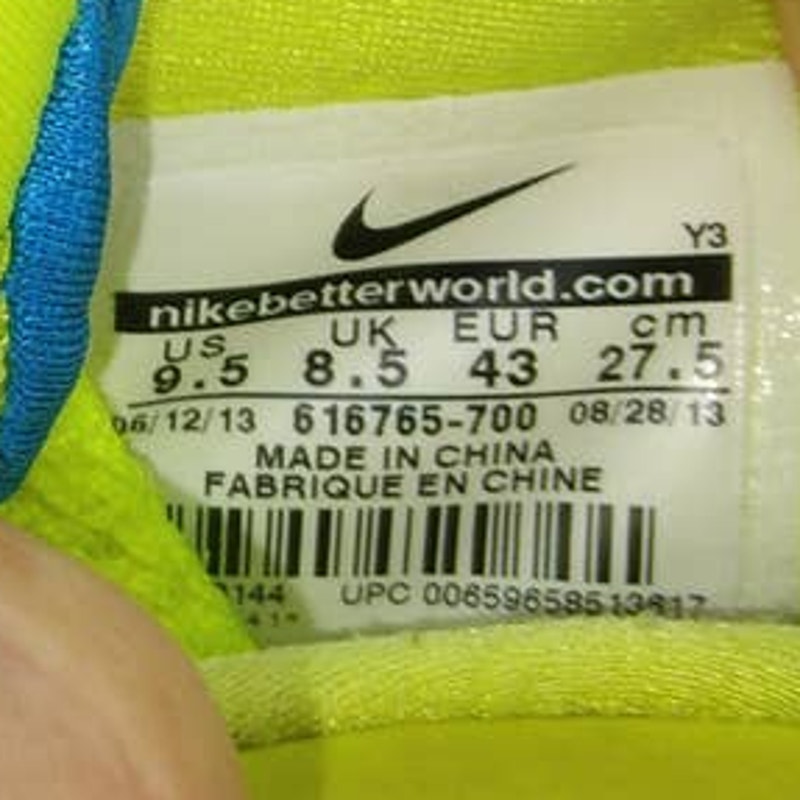 Y3
nikebetterworld.com
US UK EUR cm
9.5 8.5 43 27.5
06/12/13 616765-700 08/28/13
MADE IN CHINA
FABRIQUE EN CHINE
UPC 00659658513617